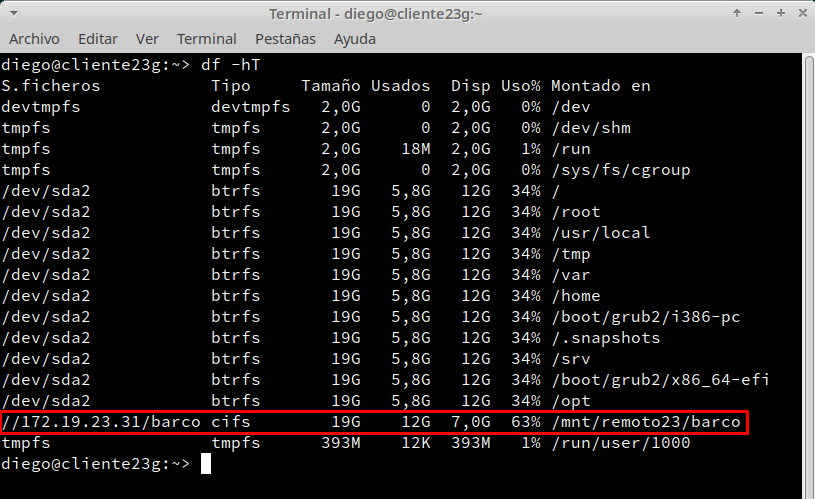 Terminal - diego@cliente23g:~
Archivo Editar Ver Terminal Pestañas Ayuda
diego@cliente23g:~> df -hT
S.ficheros Tipo Tamaño Usados Disp Uso% Montado en
devtmpfs devtmpfs 2,0G 0 2,0G 0% /dev
tmpfs tmpfs 2,0G 0 2,0G 0% /dev/shm
tmpfs tmpfs 2,0G 18M 2,0G 1% /run
tmpfs tmpfs 2,0G 0 2,0G 0% /sys/fs/cgroup
/dev/sda2 btrfs 19G 5,8G 12G 34% /
/dev/sda2 btrfs 19G 5,8G 12G 34% /root
/dev/sda2 btrfs 19G 5,8G 12G 34% /usr/local
/dev/sda2 btrfs 19G 5,8G 12G 34% /tmp
/dev/sda2 btrfs 19G 5,8G 12G 34% /var
/dev/sda2 btrfs 19G 5,8G 12G 34% /home
/dev/sda2 btrfs 19G 5,8G 12G 34% /boot/grub2/i386-pc
/dev/sda2 btrfs 19G 5,8G 12G 34% /.snapshots
/dev/sda2 btrfs 19G 5,8G 12G 34% /srv
/dev/sda2 btrfs 19G 5,8G 12G 34% /boot/grub2/x86_64-efi
/dev/sda2 btrfs 19G 5,8G 12G 34% /opt
//172.19.23.31/barco cifs 19G 12G 7,0G 63% /mnt/remoto23/barco
tmpfs tmpfs 393M 12K 393M 1% /run/user/1000
diego@cliente23g:~>